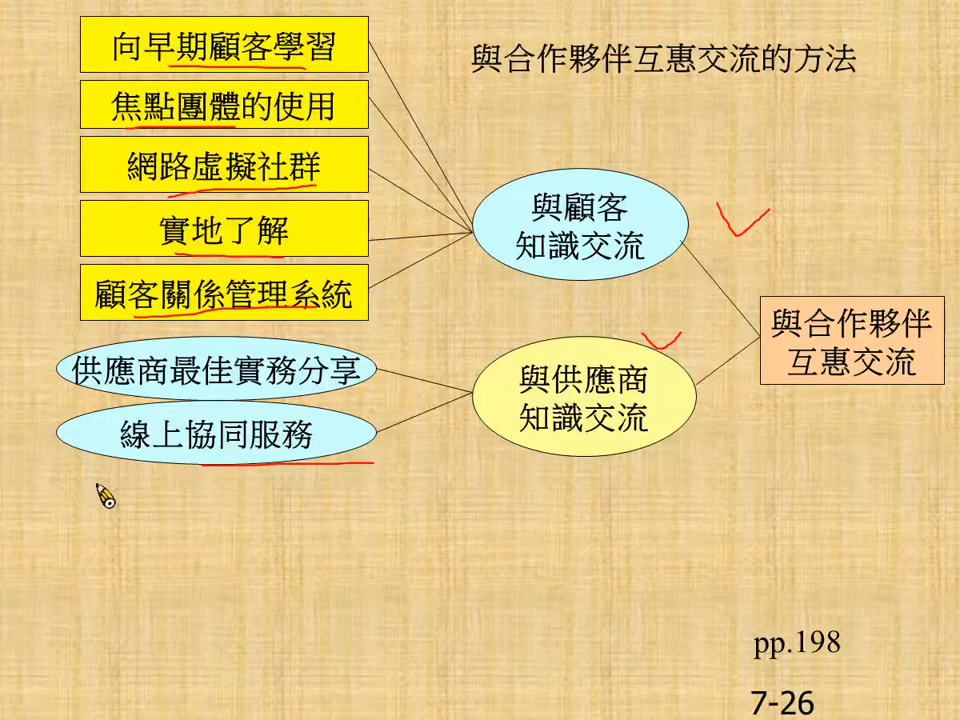 與合作夥伴互惠交流的方法
向早期顧客學習
焦點團體的使用
網路虛擬社群
實地了解
顧客關係管理系統
供應商最佳實務分享
線上協同服務
與顧客
知識交流
與供應商
知識交流
與合作夥伴
互惠交流
pp.198
7-26